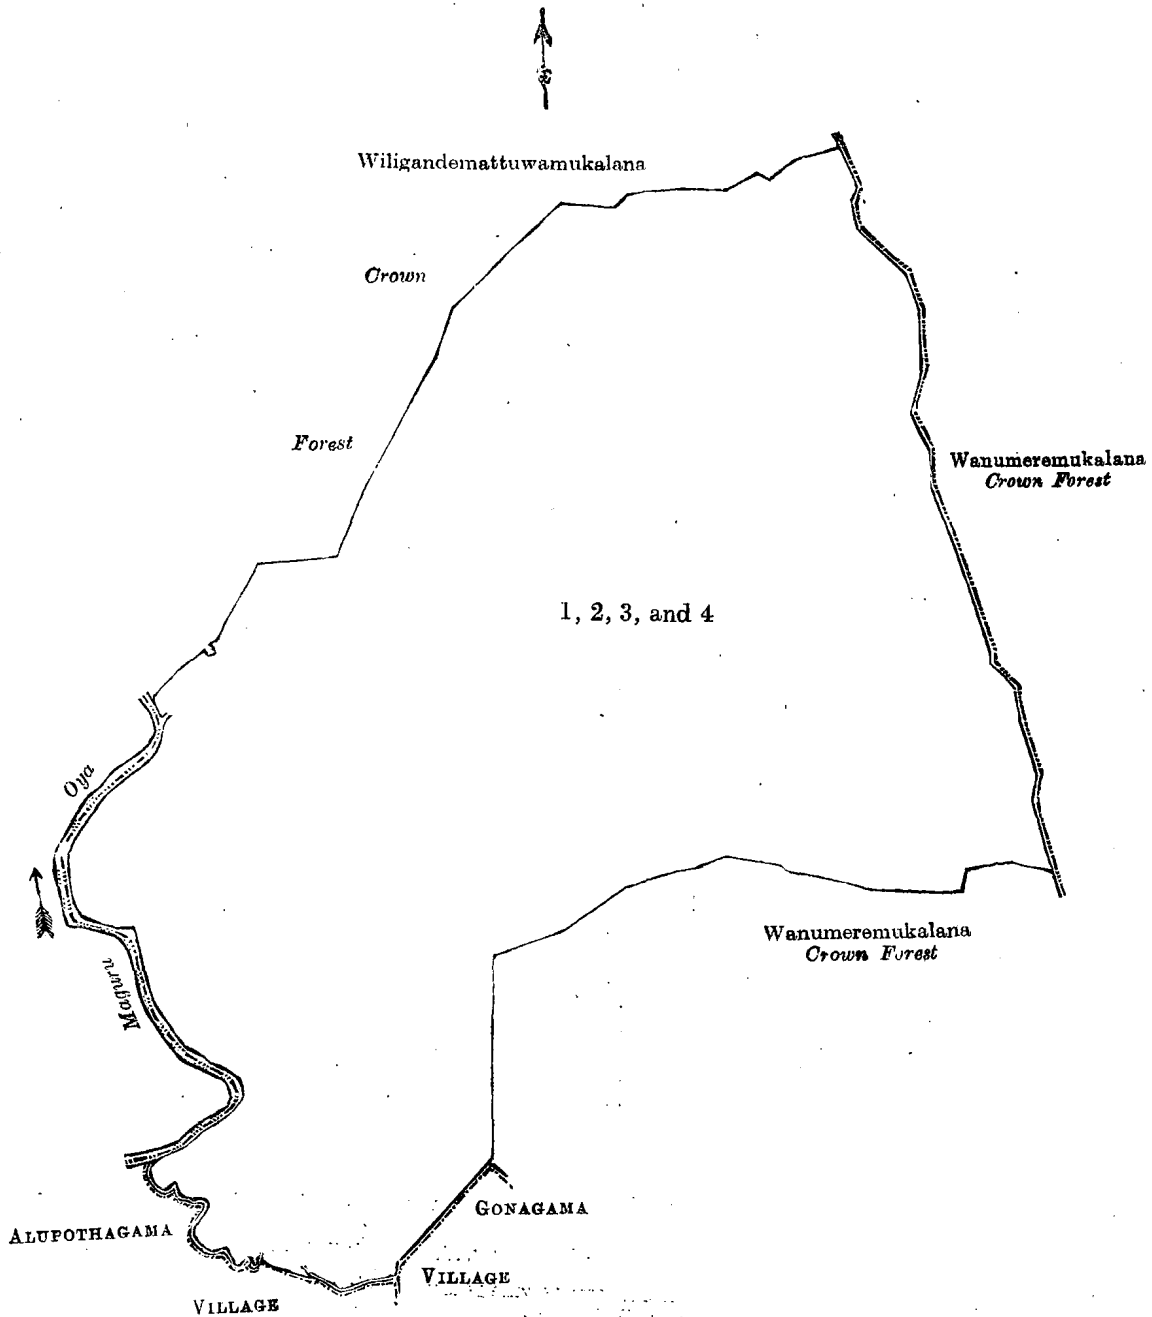 Wiligandemattuwamukalana
Crown
Forest
Wanumeremukalana
Crown Forest
1, 2, 3, and 4
Oya
Maguru
Wanumeremukalana
Crown Forest
GONAGAMA
VILLAGE
ALUPOTHAGAMA
VILLAGE